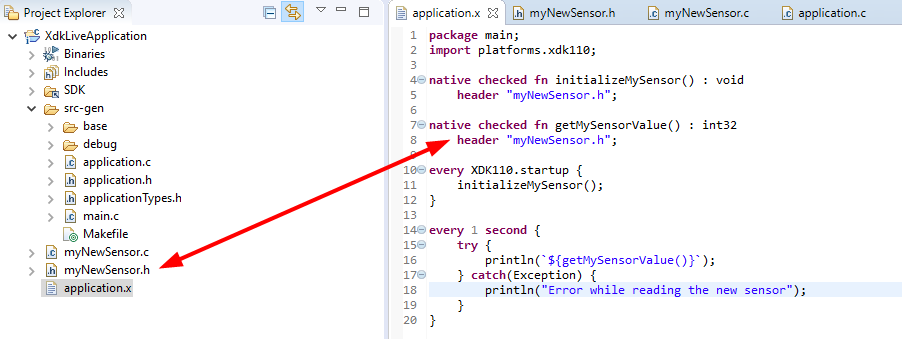 Project Explorer
XdkLiveApplication
Binaries
Includes
SDK
src-gen
base
debug
application.c
application.h
applicationTypes.h
main.c
Makefile
myNewSensor.c
myNewSensor.h
application.x
application.x myNewSensor.h myNewSensor.c application.c
1 package main;
2 import platforms.xdk110;
3
4 native checked fn initializeMySensor() : void
5     header "myNewSensor.h";
6
7 native checked fn getMySensorValue() : int32
8     header "myNewSensor.h";
9
10 every XDK110.startup {
11     initializeMySensor();
12 }
13
14 every 1 second {
15     try {
16         println(`${getMySensorValue()}`);
17     } catch(Exception) {
18         println("Error while reading the new sensor");
19     }
20 }